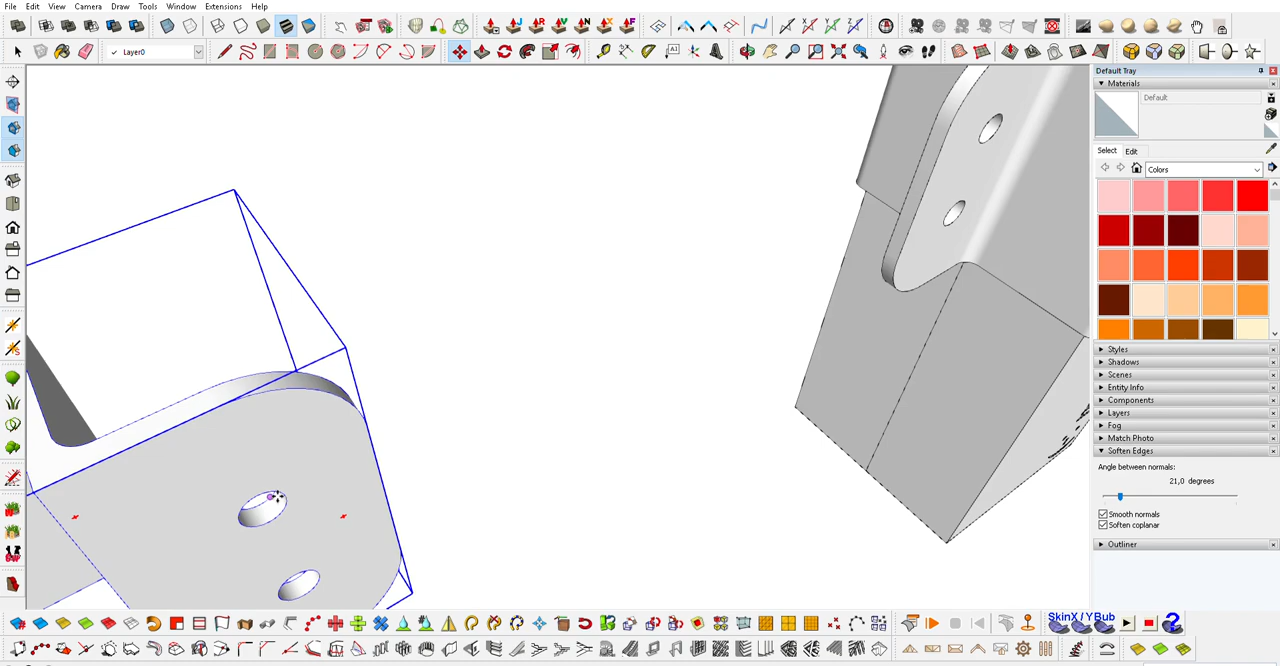 File Edit View Camera Draw Tools Window Extensions Help
Layer0
Default Tray
Materials
Default
Select Edit
Colors
Styles
Shadows
Scenes
Entity Info
Components
Layers
Fog
Match Photo
Soften Edges
Angle between normals:
21,0 degrees
Smooth normals
Soften coplanar
Outliner
SkinX / YBub